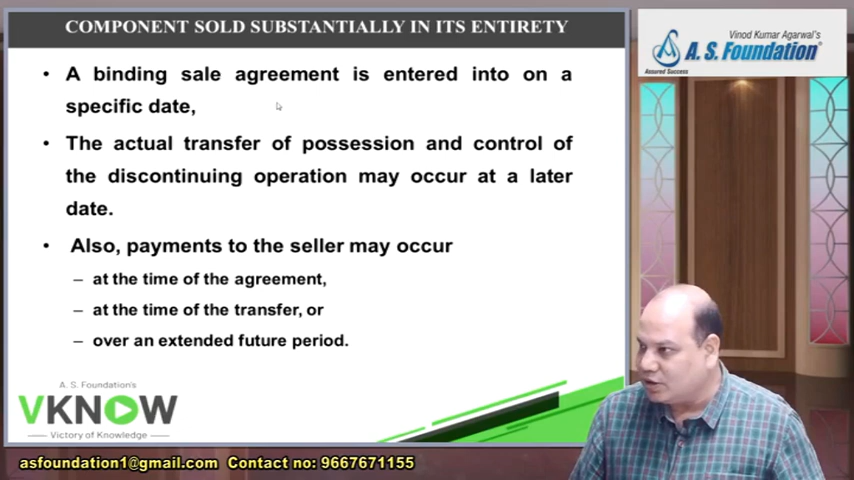 COMPONENT SOLD SUBSTANTIALLY IN ITS ENTIRETY
Vinod Kumar Agarwal's
A. S. Foundation®
Assured Success
• A binding sale agreement is entered into on a
specific date,
• The actual transfer of possession and control of
the discontinuing operation may occur at a later
date.
• Also, payments to the seller may occur
– at the time of the agreement,
– at the time of the transfer, or
– over an extended future period.
A. S. Foundation's
VKNOW
Victory of Knowledge
asfoundation1@gmail.com Contact no: 9667671155